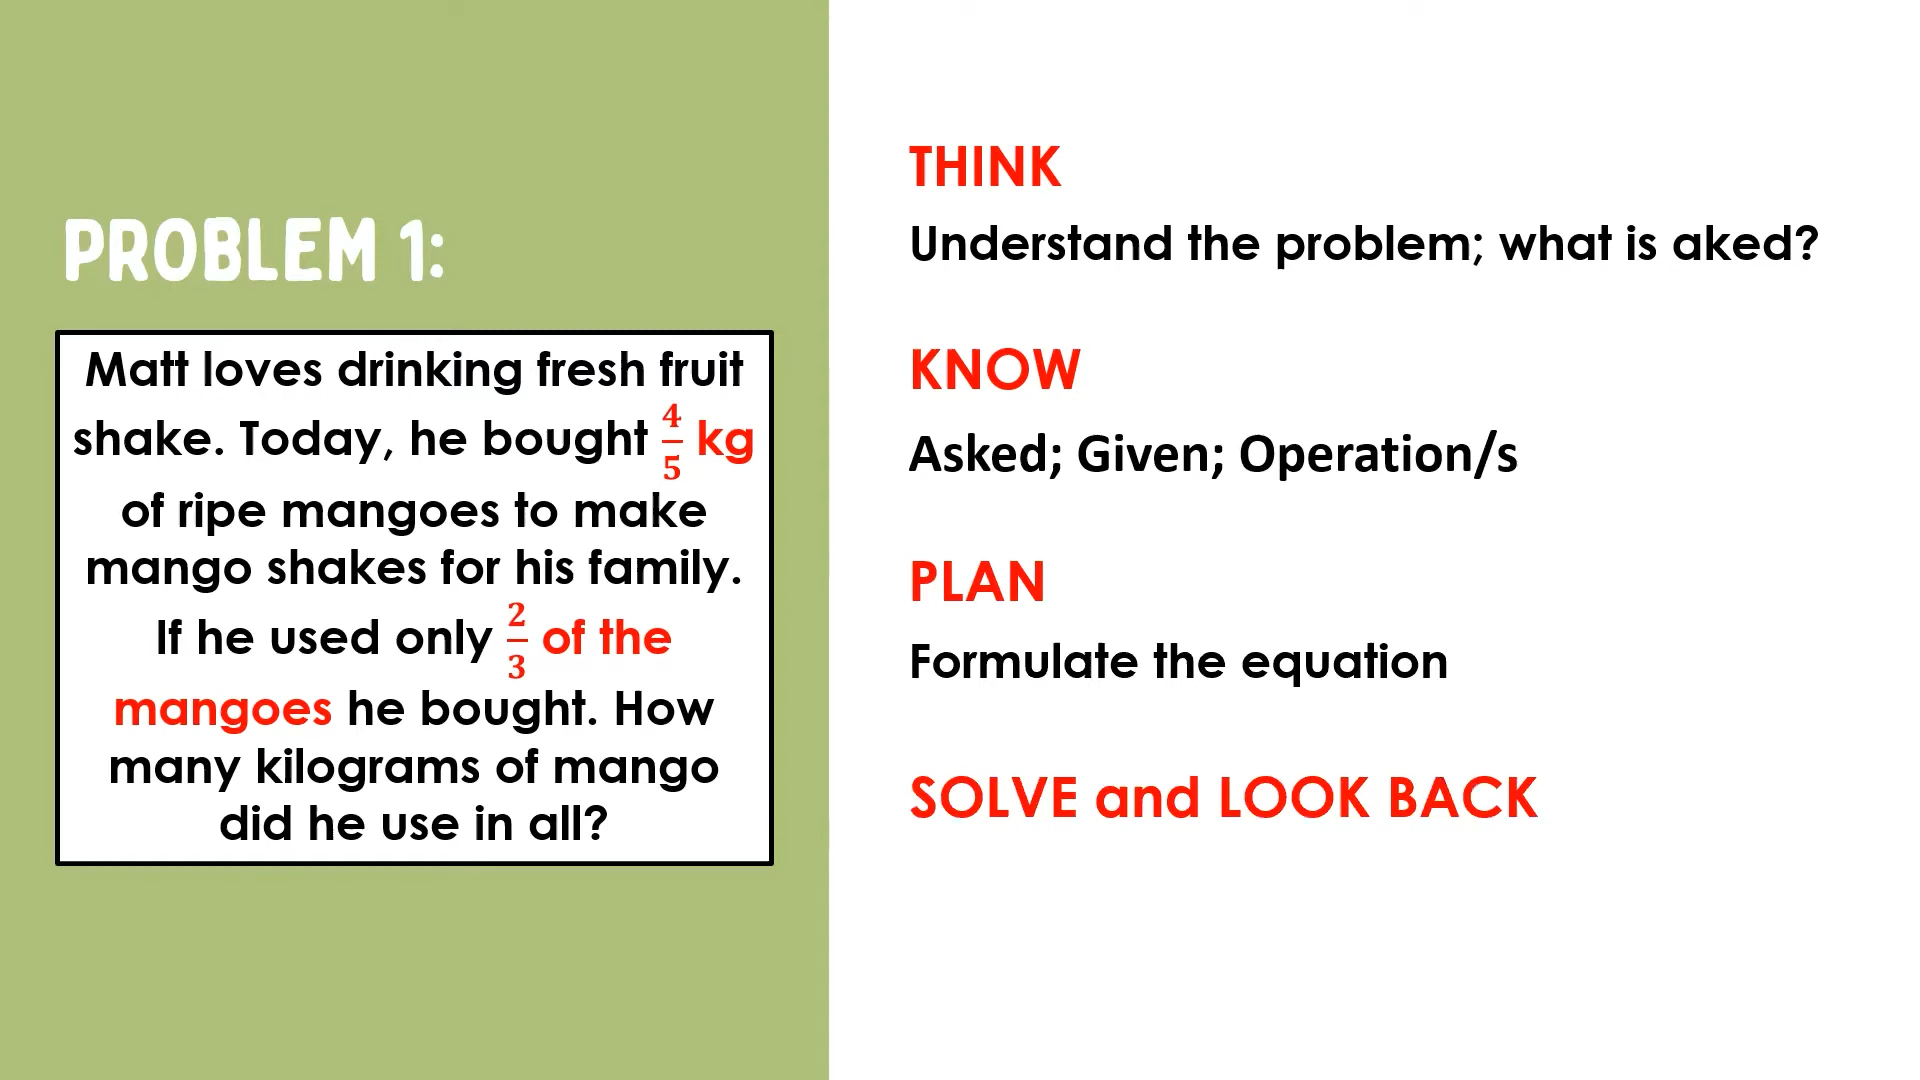 PROBLEM 1:
Matt loves drinking fresh fruit
shake. Today, he bought 4/5 kg
of ripe mangoes to make
mango shakes for his family.
If he used only 2/3 of the
mangoes he bought. How
many kilograms of mango
did he use in all?
THINK
Understand the problem; what is aked?
KNOW
Asked; Given; Operation/s
PLAN
Formulate the equation
SOLVE and LOOK BACK